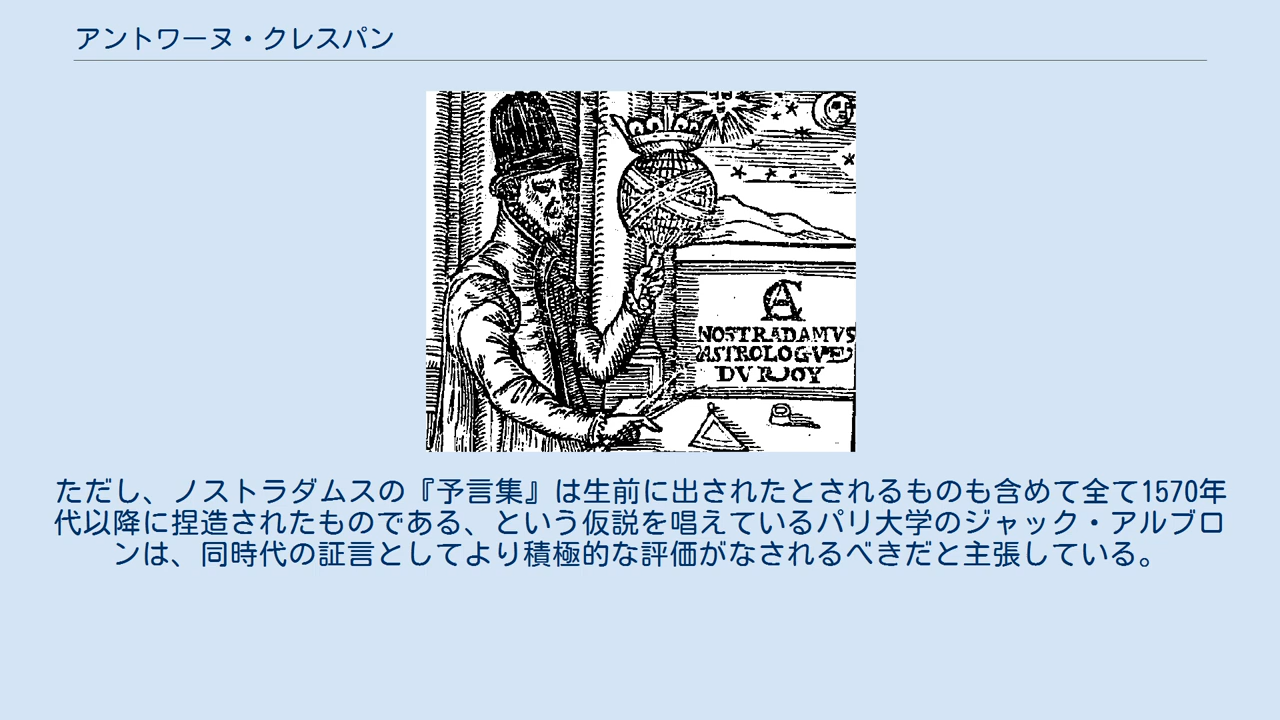 アントワーヌ・クレスパン
CA
NOSTRADAMVS
ASTROLOGVE
DV ROY
ただし、ノストラダムスの『予言集』は生前に出されたとされるものも含めて全て1570年
代以降に捏造されたものである、という仮説を唱えているパリ大学のジャック・アルブロ
ンは、同時代の証言としてより積極的な評価がなされるべきだと主張している。